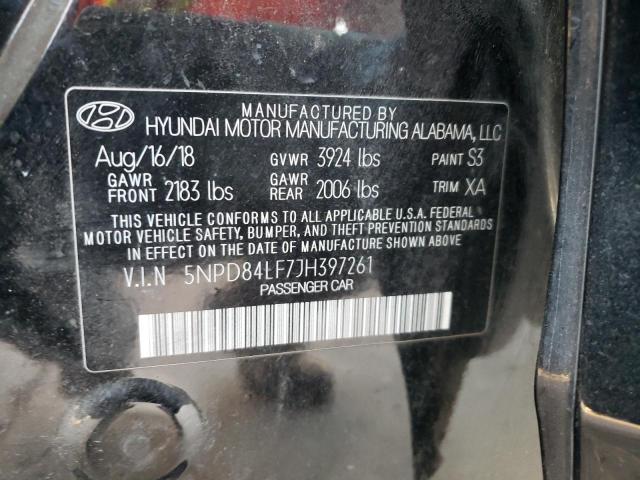 MANUFACTURED BY
HYUNDAI MOTOR MANUFACTURING ALABAMA, LLC
Aug/16/18 GVWR 3924 lbs PAINT S3
GAWR FRONT 2183 lbs GAWR REAR 2006 lbs TRIM XA
THIS VEHICLE CONFORMS TO ALL APPLICABLE U.S.A. FEDERAL
MOTOR VEHICLE SAFETY, BUMPER, AND THEFT PREVENTION STANDARDS
IN EFFECT ON THE DATE OF MANUFACTURE SHOWN ABOVE
V.I.N 5NPD84LF7JH397261
PASSENGER CAR